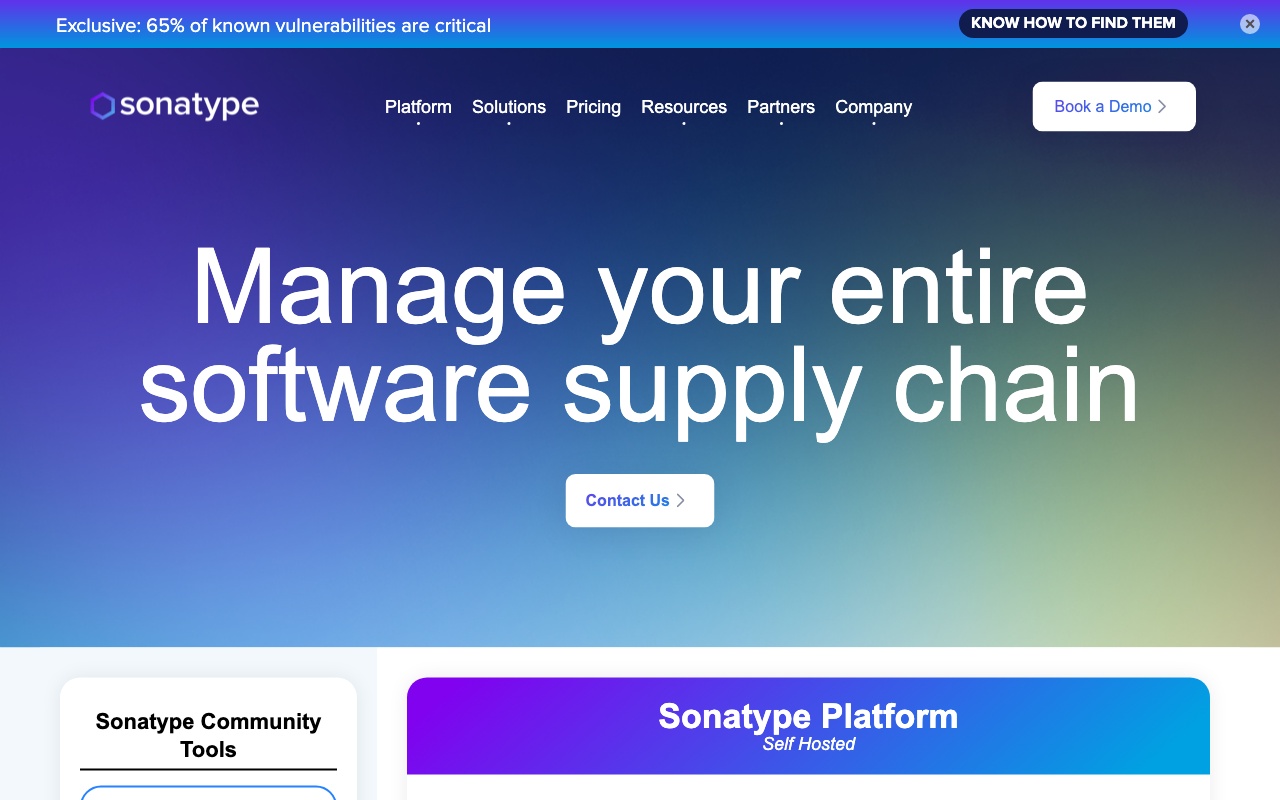 Exclusive: 65% of known vulnerabilities are critical
KNOW HOW TO FIND THEM
sonatype
Platform Solutions Pricing Resources Partners Company
Book a Demo
Manage your entire
software supply chain
Contact Us
Sonatype Community
Tools
Sonatype Platform
Self Hosted